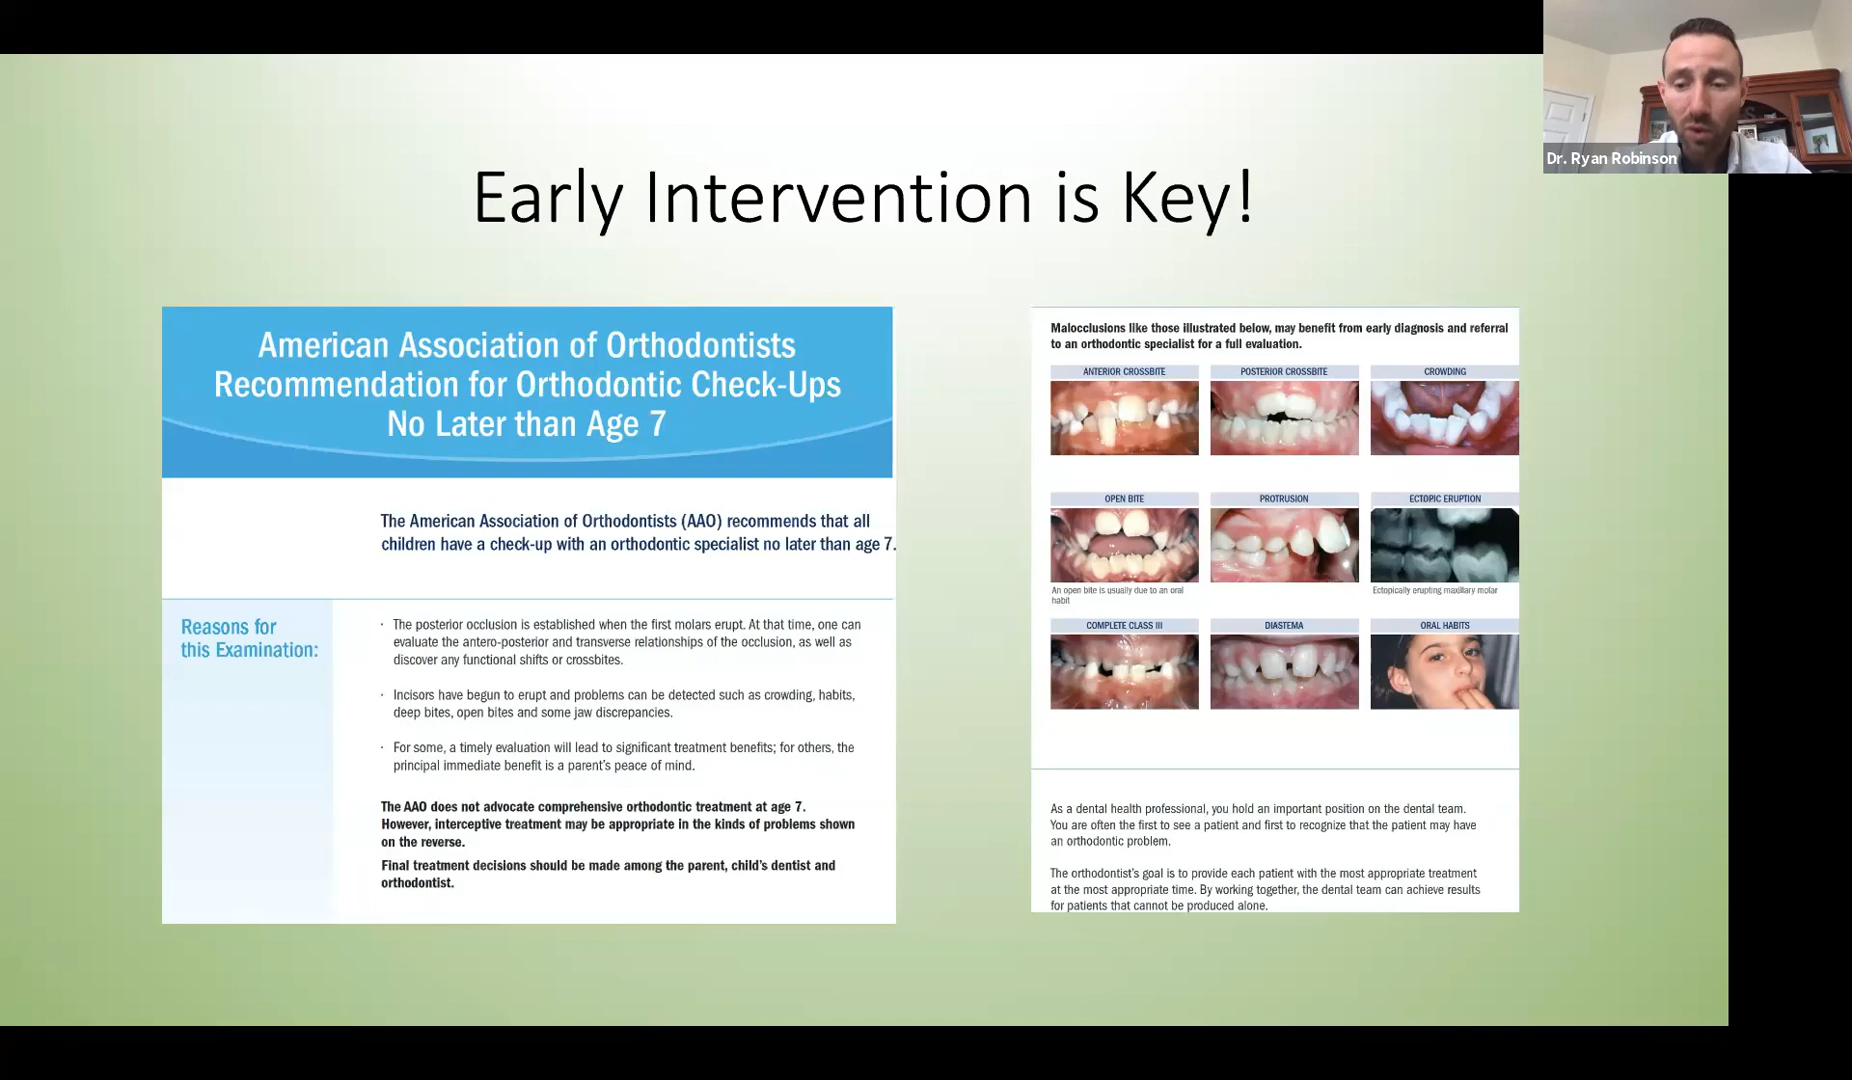 Dr. Ryan Robinson
Early Intervention is Key!
American Association of Orthodontists
Recommendation for Orthodontic Check-Ups
No Later than Age 7
The American Association of Orthodontists (AAO) recommends that all
children have a check-up with an orthodontic specialist no later than age 7.
Reasons for
this Examination:
· The posterior occlusion is established when the first molars erupt. At that time, one can
evaluate the antero-posterior and transverse relationships of the occlusion, as well as
discover any functional shifts or crossbites.
· Incisors have begun to erupt and problems can be detected such as crowding, habits,
deep bites, open bites and some jaw discrepancies.
· For some, a timely evaluation will lead to significant treatment benefits; for others, the
principal immediate benefit is a parent's peace of mind.
The AAO does not advocate comprehensive orthodontic treatment at age 7.
However, interceptive treatment may be appropriate in the kinds of problems shown
on the reverse.
Final treatment decisions should be made among the parent, child's dentist and
orthodontist.
Malocclusions like those illustrated below, may benefit from early diagnosis and referral
to an orthodontic specialist for a full evaluation.
ANTERIOR CROSSBITE
POSTERIOR CROSSBITE
CROWDING
OPEN BITE
PROTRUSION
ECTOPIC ERUPTION
An open bite is usually due to an oral
habit
Ectopically erupting maxillary molar
COMPLETE CLASS III
DIASTEMA
ORAL HABITS
As a dental health professional, you hold an important position on the dental team.
You are often the first to see a patient and first to recognize that the patient may have
an orthodontic problem.
The orthodontist's goal is to provide each patient with the most appropriate treatment
at the most appropriate time. By working together, the dental team can achieve results
for patients that cannot be produced alone.